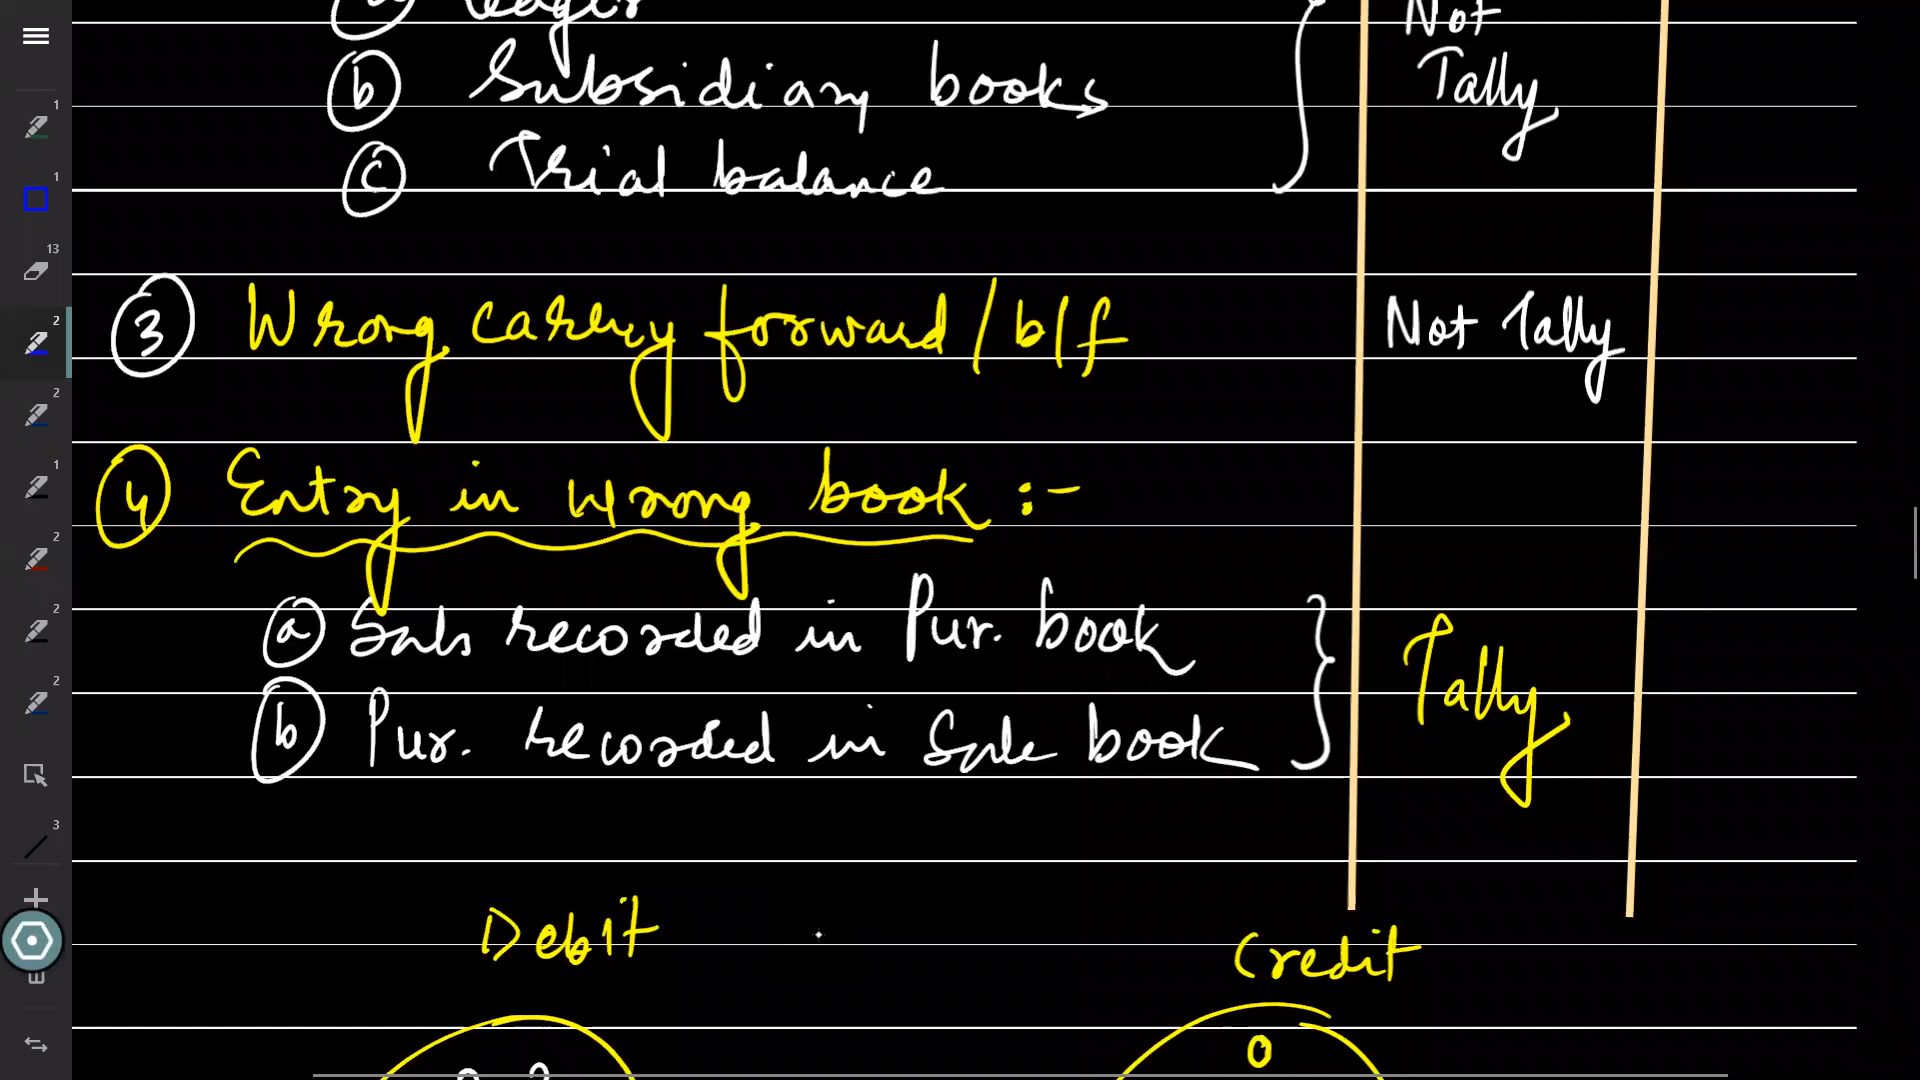 Not
ⓑ Subsidiary books
Tally
ⓒ Trial balance
③ Wrong carry forward / b/f
Not Tally
④ Entry in wrong book :-
ⓐ Sales recorded in Pur. book
Tally
ⓑ Pur. recorded in Sale book
Debit
Credit
0